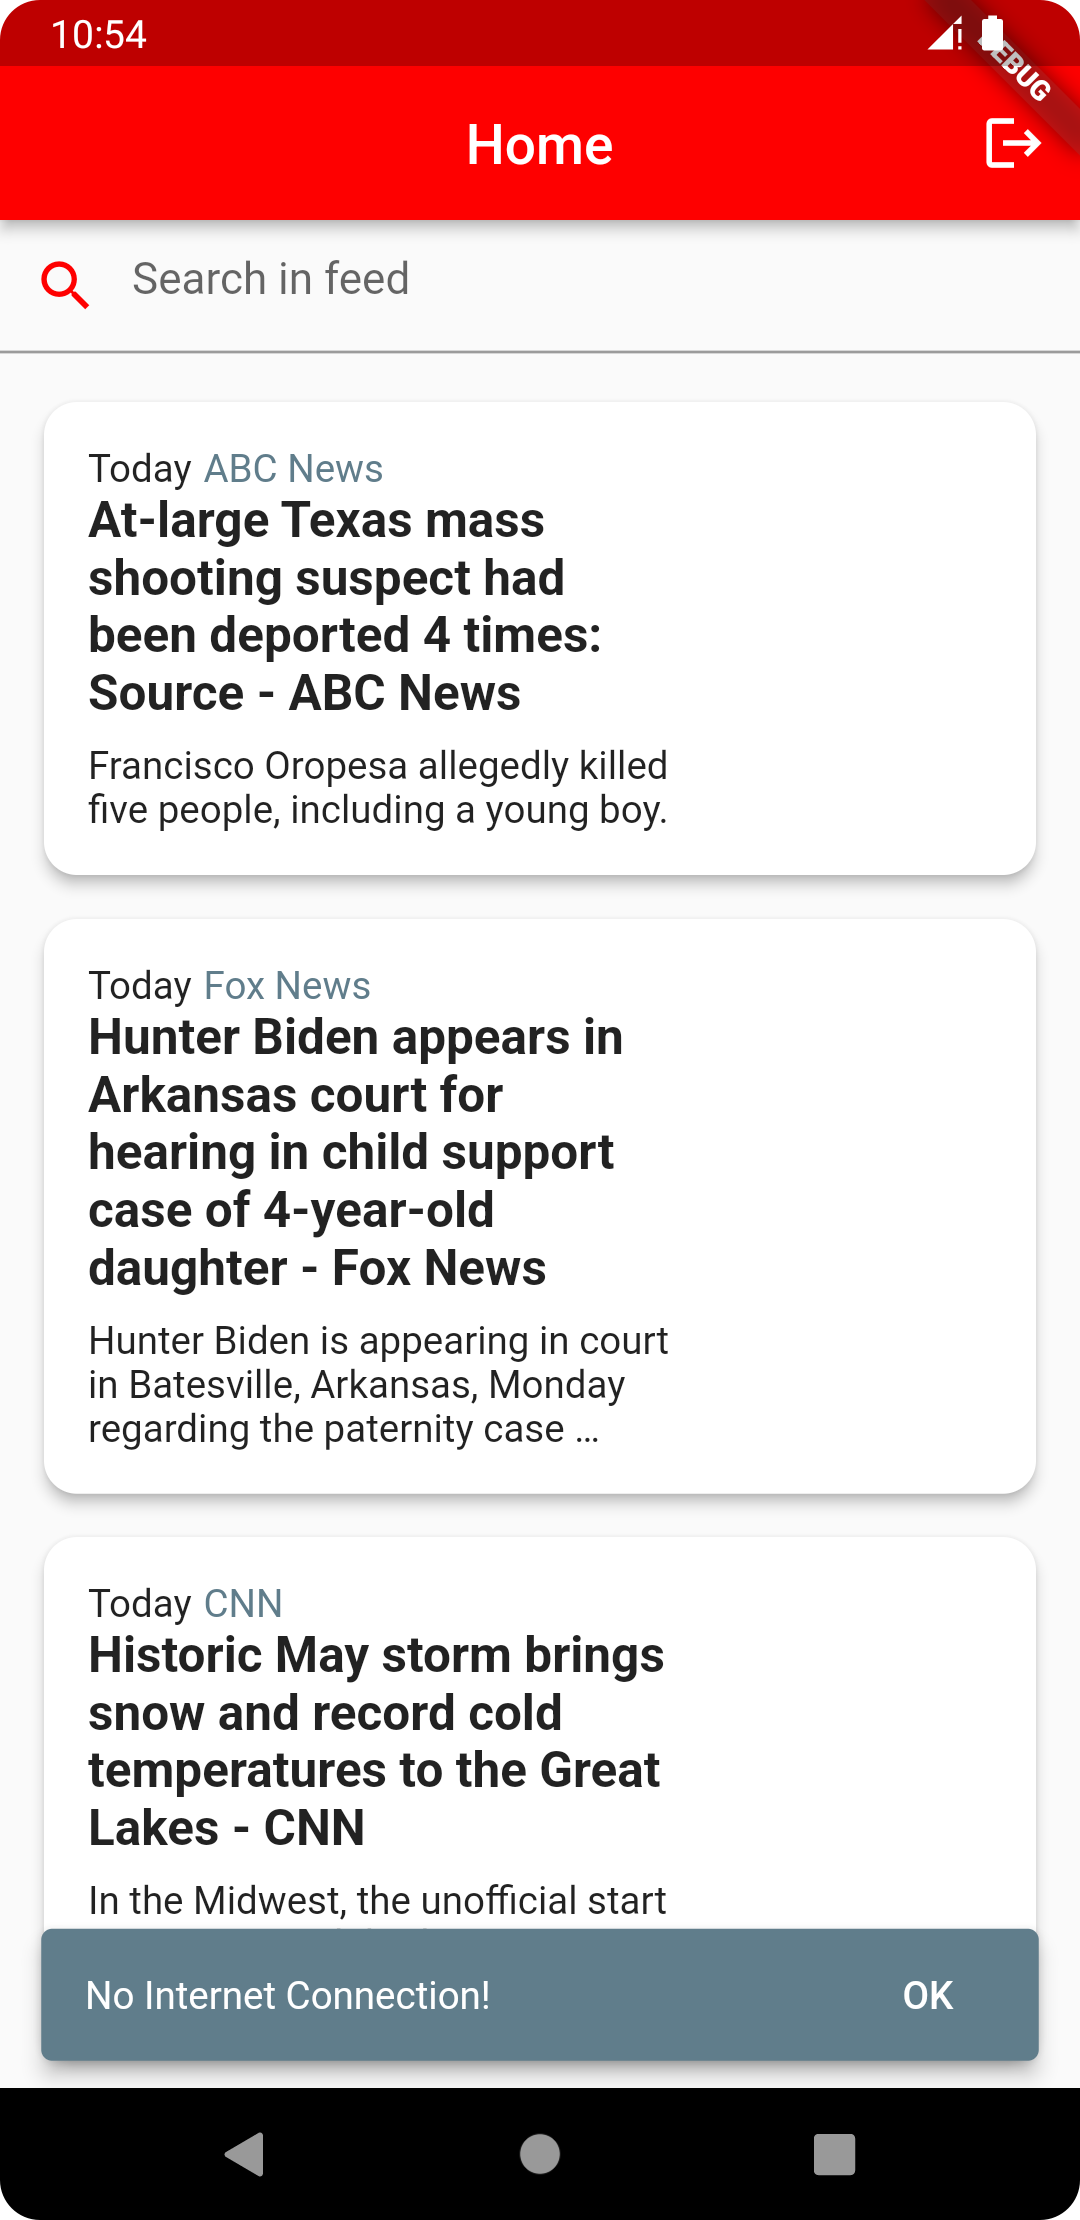 10:54
EBUG
Home
Search in feed
Today ABC News
At-large Texas mass
shooting suspect had
been deported 4 times:
Source - ABC News
Francisco Oropesa allegedly killed
five people, including a young boy.
Today Fox News
Hunter Biden appears in
Arkansas court for
hearing in child support
case of 4-year-old
daughter - Fox News
Hunter Biden is appearing in court
in Batesville, Arkansas, Monday
regarding the paternity case ...
Today CNN
Historic May storm brings
snow and record cold
temperatures to the Great
Lakes - CNN
In the Midwest, the unofficial start
No Internet Connection!
OK